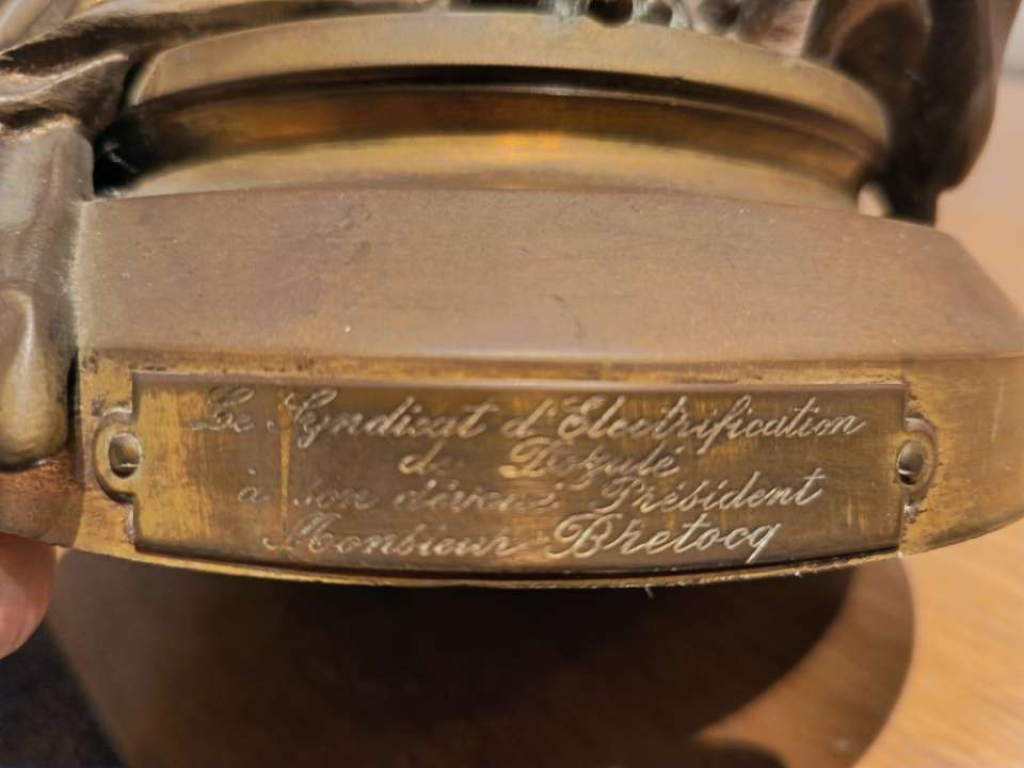 Le Syndicat d'Electrification
de Dozulé
à son dévoué Président
Monsieur Bretocq